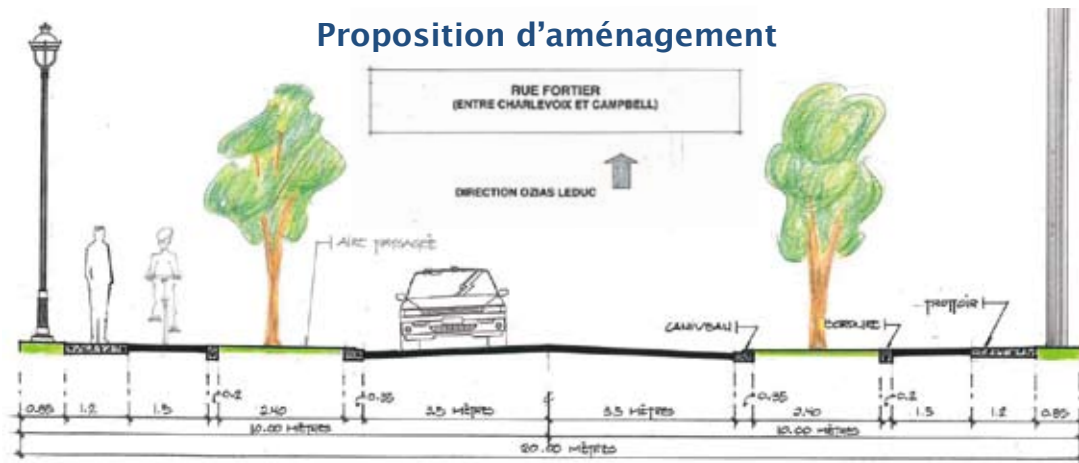 Proposition d'aménagement
RUE FORTIER
(ENTRE CHARLEVOIX ET CAMPBELL)
DIRECTION OZIAS LEDUC
CANIVEAU
BORDURE
TROTTOIR
0.85 1.2 1.5 0.2 2.40 0.35 3.5 MÈTRES 3.5 MÈTRES 0.35 2.40 0.2 1.5 1.2 0.85
10.00 MÈTRES 10.00 MÈTRES
20.00 MÈTRES